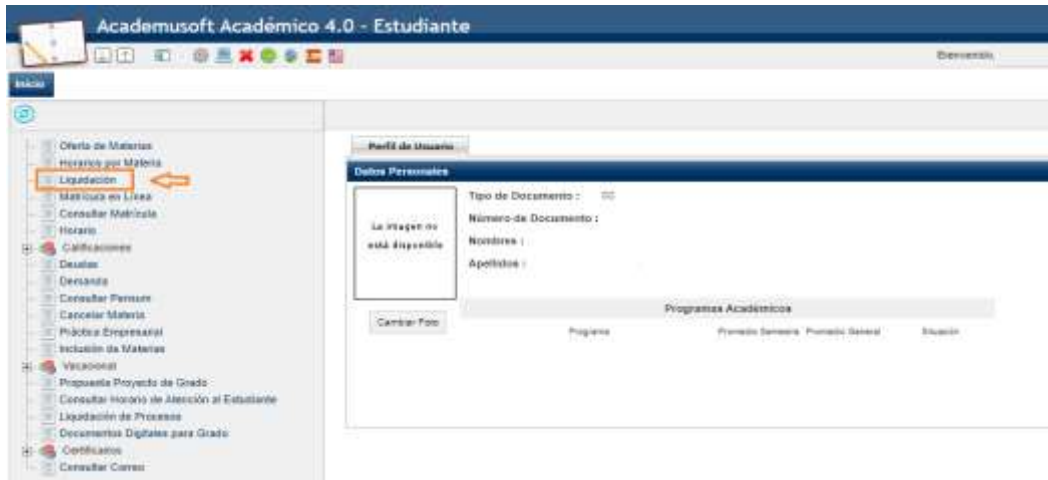 Academusoft Académico 4.0 - Estudiante
Bienvenido,
Inicio
Oferta de Materias
Horarios por Materia
Liquidación
Matrícula en Línea
Consultar Matrícula
Horario
Calificaciones
Deudas
Demanda
Consultar Pensum
Cancelar Materia
Práctica Empresarial
Inclusión de Materias
Vacacional
Propuesta Proyecto de Grado
Consultar Horario de Atención al Estudiante
Liquidación de Procesos
Documentos Digitales para Grado
Certificados
Consultar Correo
Perfil de Usuario
Datos Personales
La imagen no
está disponible
Cambiar Foto
Tipo de Documento :
Número de Documento :
Nombres :
Apellidos :
Programas Académicos
Programa Promedio Semestre Promedio General Situación